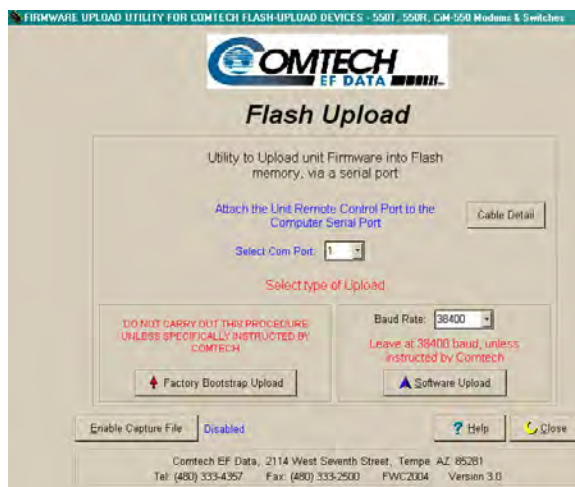 FIRMWARE UPLOAD UTILITY FOR COMTECH FLASH-UPLOAD DEVICES - 550T, 550R, CiM-550 Modems & Switches
COMTECH
EF DATA
Flash Upload
Utility to Upload unit Firmware into Flash
memory, via a serial port
Attach the Unit Remote Control Port to the
Computer Serial Port
Cable Detail
Select Com Port: 1
Select type of Upload
DO NOT CARRY OUT THIS PROCEDURE
UNLESS SPECIFICALLY INSTRUCTED BY
COMTECH
Factory Bootstrap Upload
Baud Rate: 38400
Leave at 38400 baud, unless
instructed by Comtech
Software Upload
Enable Capture File
Disabled
? Help
Close
Comtech EF Data, 2114 West Seventh Street, Tempe AZ 85281
Tel: (480) 333-4357 Fax: (480) 333-2500 FWC2004 Version 3.0